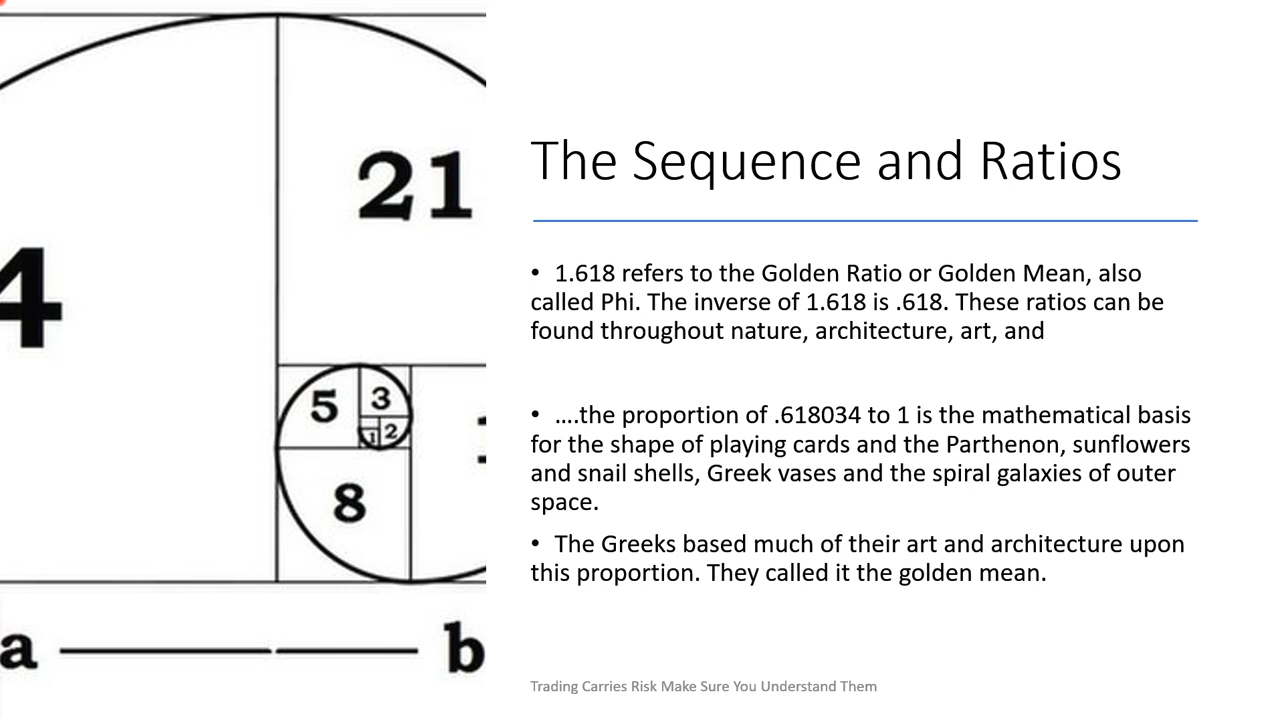 21
4
5
3
1
2
8
a
b
The Sequence and Ratios
• 1.618 refers to the Golden Ratio or Golden Mean, also
called Phi. The inverse of 1.618 is .618. These ratios can be
found throughout nature, architecture, art, and
• ….the proportion of .618034 to 1 is the mathematical basis
for the shape of playing cards and the Parthenon, sunflowers
and snail shells, Greek vases and the spiral galaxies of outer
space.
• The Greeks based much of their art and architecture upon
this proportion. They called it the golden mean.
Trading Carries Risk Make Sure You Understand Them